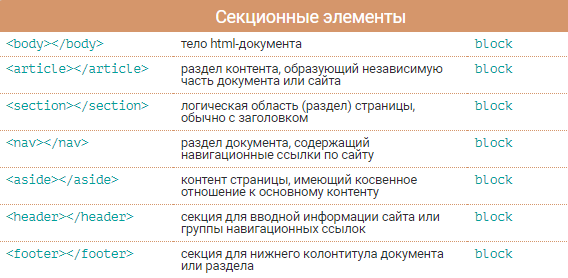 Секционные элементы
<body></body> тело html-документа block
<article></article> раздел контента, образующий независимую block
часть документа или сайта
<section></section> логическая область (раздел) страницы, block
обычно с заголовком
<nav></nav> раздел документа, содержащий block
навигационные ссылки по сайту
<aside></aside> контент страницы, имеющий косвенное block
отношение к основному контенту
<header></header> секция для вводной информации сайта или block
группы навигационных ссылок
<footer></footer> секция для нижнего колонтитула документа block
или раздела